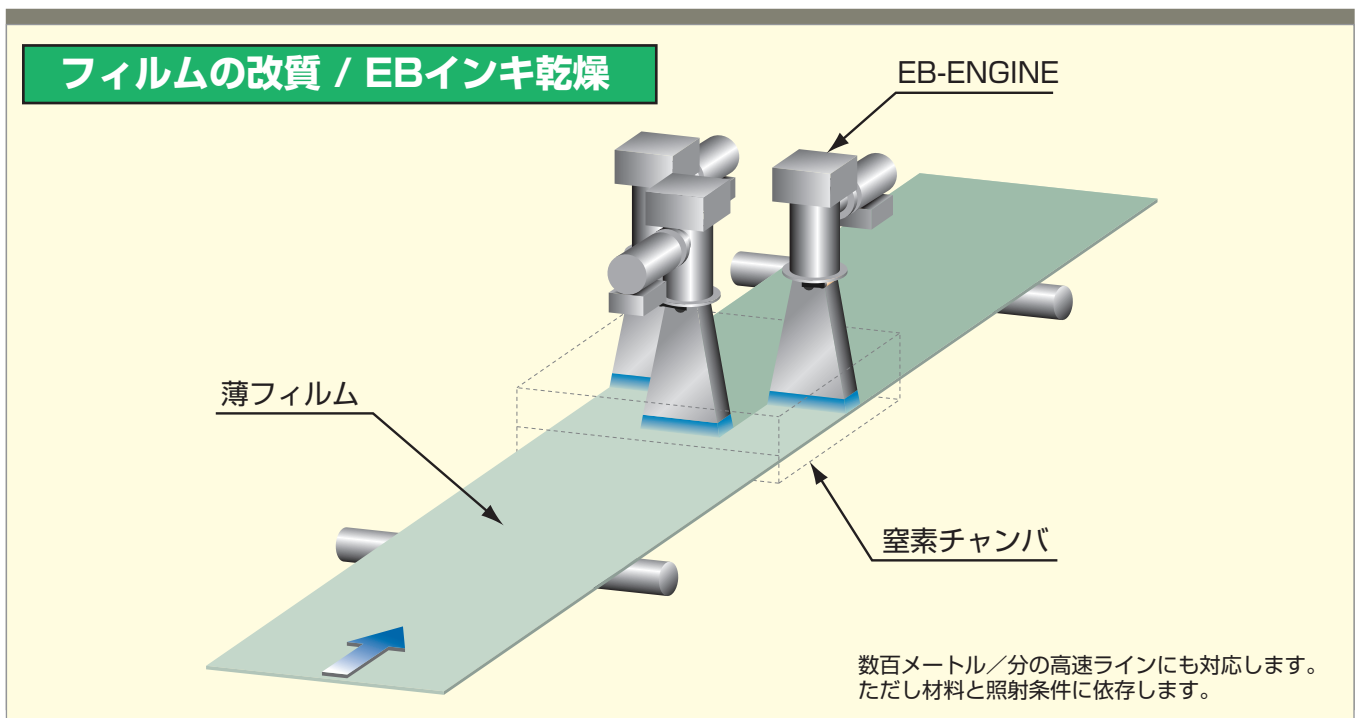 フィルムの改質 / EBインキ乾燥
EB-ENGINE
薄フィルム
窒素チャンバ
数百メートル／分の高速ラインにも対応します。
ただし材料と照射条件に依存します。